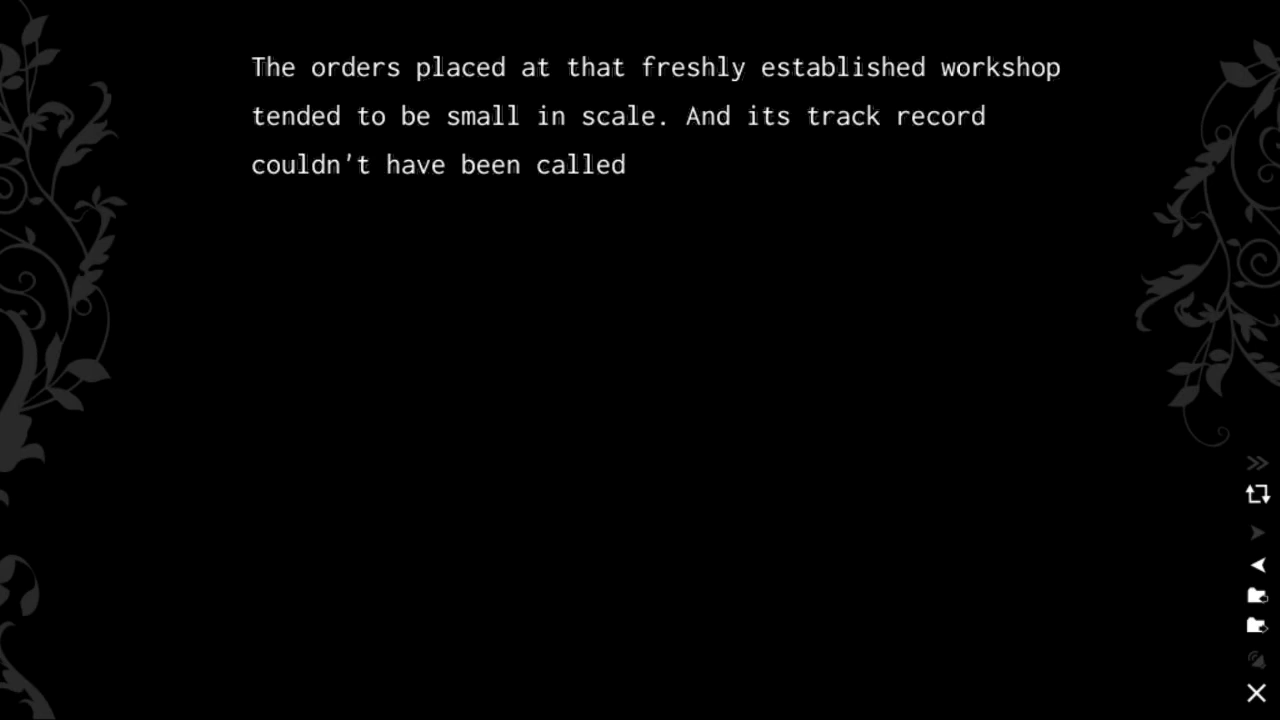 The orders placed at that freshly established workshop
tended to be small in scale. And its track record
couldn't have been called